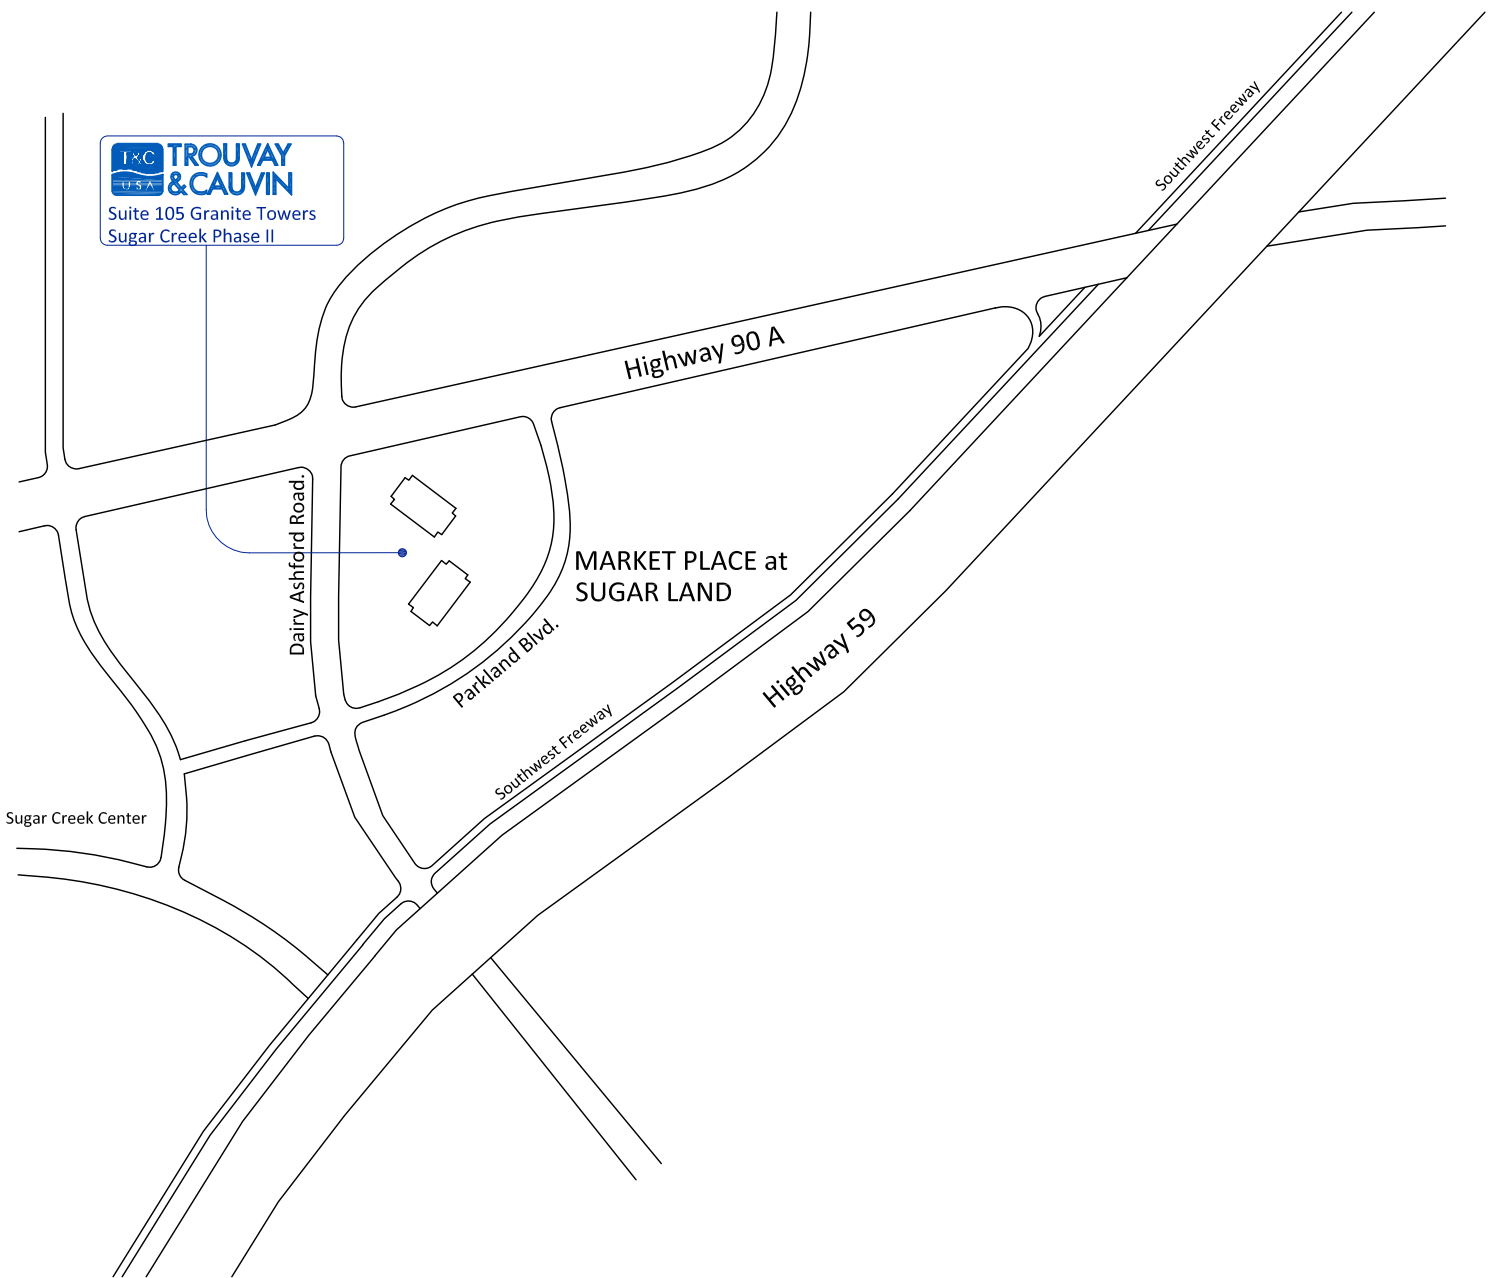 Southwest Freeway
T&C
USA
TROUVAY
&CAUVIN
Suite 105 Granite Towers
Sugar Creek Phase II
Highway 90 A
Dairy Ashford Road.
MARKET PLACE at
SUGAR LAND
Parkland Blvd.
Highway 59
Southwest Freeway
Sugar Creek Center